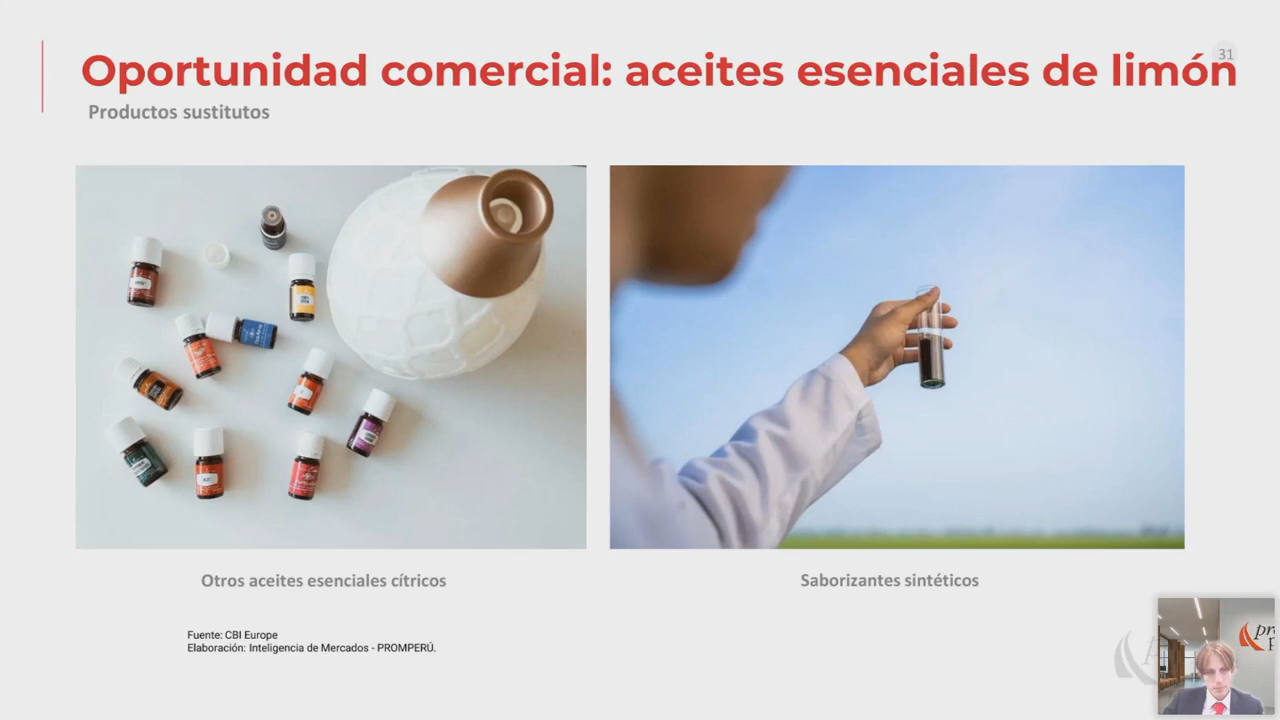 31
Oportunidad comercial: aceites esenciales de limón
Productos sustitutos
Otros aceites esenciales cítricos
Saborizantes sintéticos
Fuente: CBI Europe
Elaboración: Inteligencia de Mercados - PROMPERÚ.